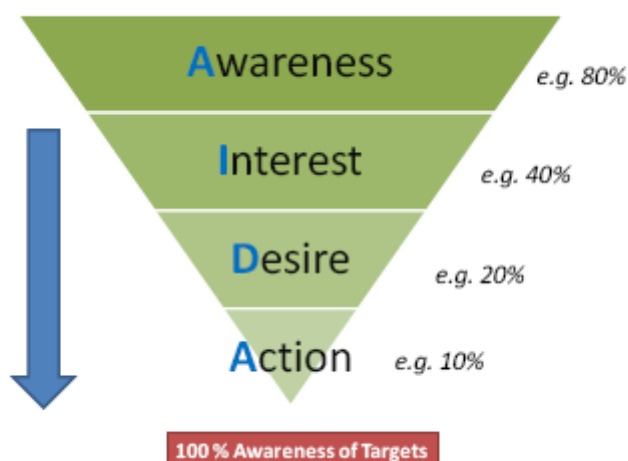 Awareness
e.g. 80%
Interest
e.g. 40%
Desire
e.g. 20%
Action
e.g. 10%
100 % Awareness of Targets